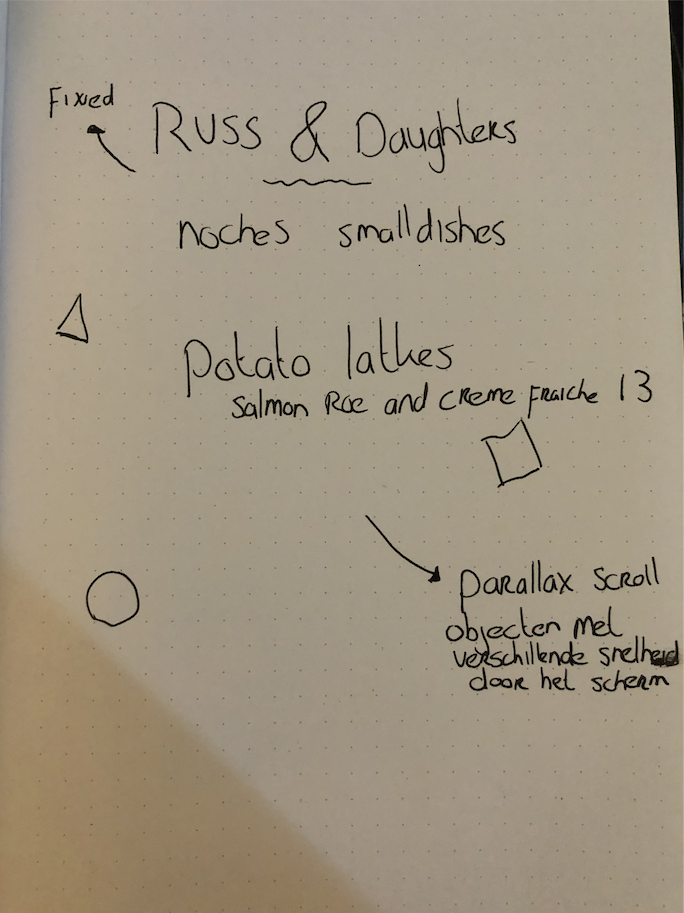 Fixed
Russ & Daughters
noches smalldishes
Potato latkes
Salmon Roe and creme fraiche 13
parallax scroll
objecten met
verschillende snelheid
door het scherm